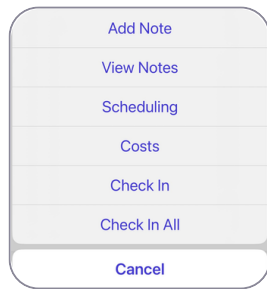 Add Note
View Notes
Scheduling
Costs
Check In
Check In All
Cancel